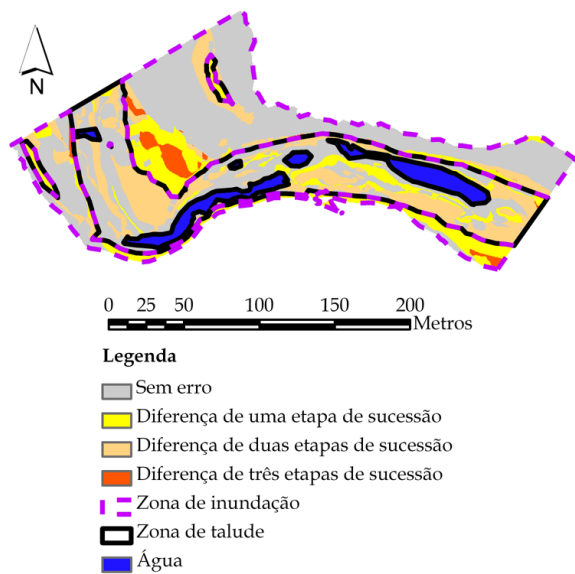 N
0 25 50 100 150 200
Metros
Legenda
Sem erro
Diferença de uma etapa de sucessão
Diferença de duas etapas de sucessão
Diferença de três etapas de sucessão
Zona de inundação
Zona de talude
Água